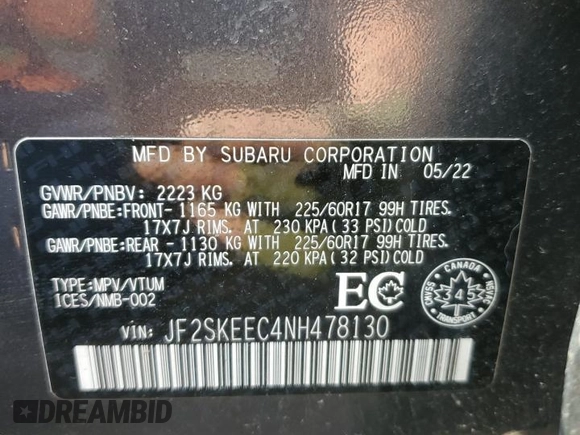 MFD BY SUBARU CORPORATION
MFD IN 05/22
GVWR/PNBV: 2223 KG
GAWR/PNBE:FRONT- 1165 KG WITH 225/60R17 99H TIRES.
17X7J RIMS. AT 230 KPA (33 PSI) COLD
GAWR/PNBE:REAR - 1130 KG WITH 225/60R17 99H TIRES.
17X7J RIMS. AT 220 KPA (32 PSI) COLD
TYPE:MPV/VTUM
ICES/NMB-002
EC
CANADA
345
TRANSPORT
CMVSS
NSVAC
VIN: JF2SKEEC4NH478130
DREAMBID